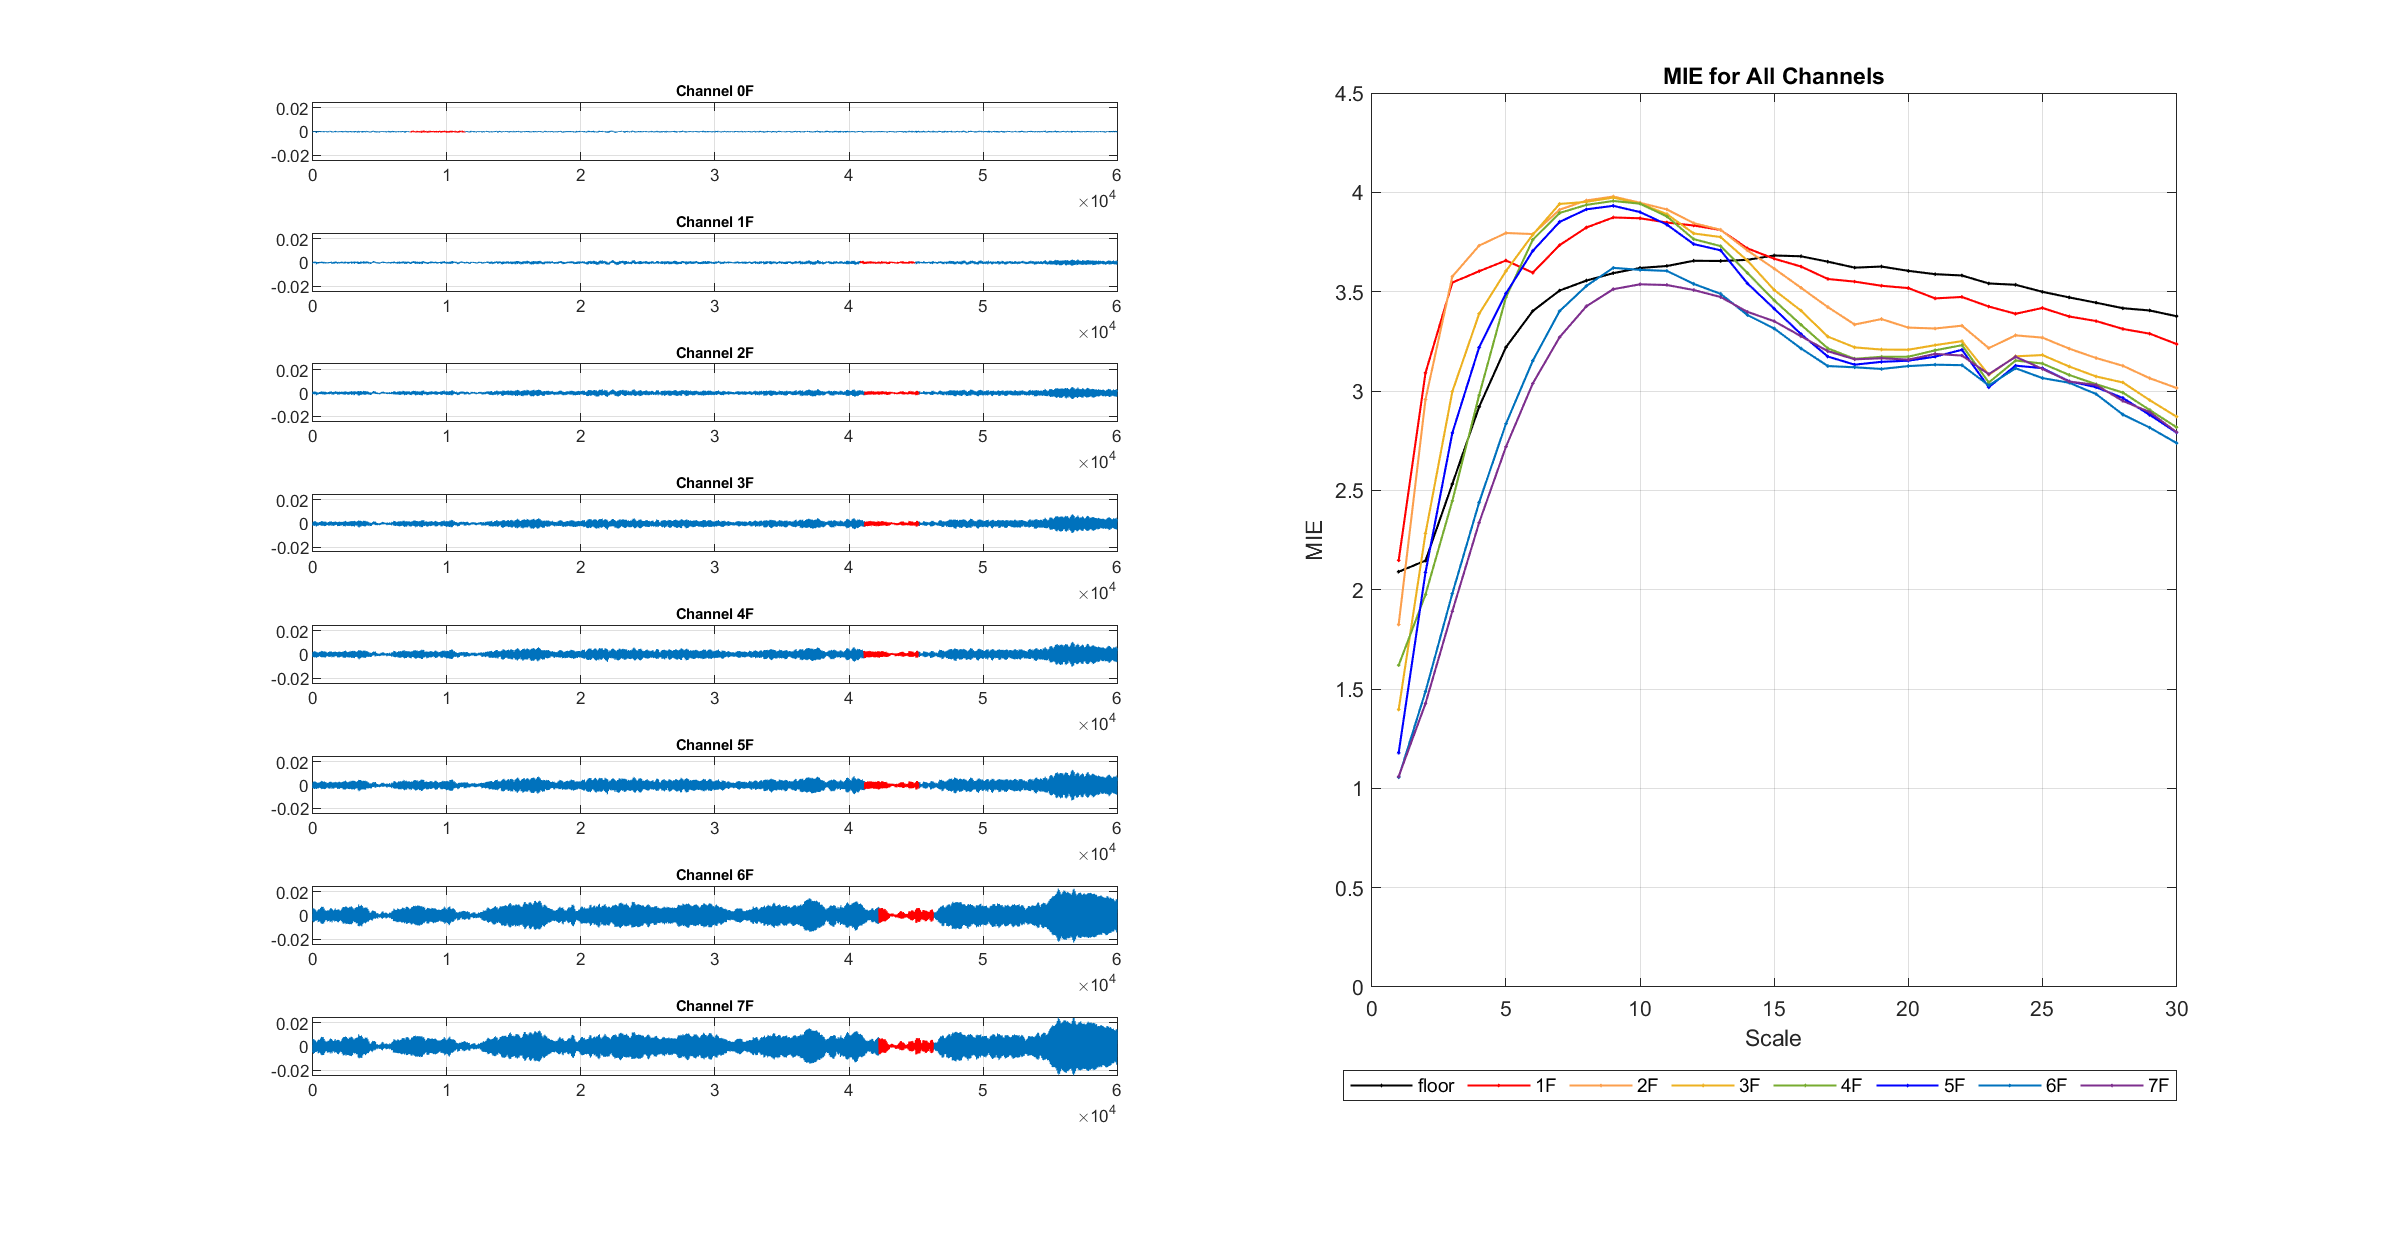 Channel 0F
0.02
0
-0.02
0 1 2 3 4 5 6
×10^4
Channel 1F
0.02
0
-0.02
0 1 2 3 4 5 6
×10^4
Channel 2F
0.02
0
-0.02
0 1 2 3 4 5 6
×10^4
Channel 3F
0.02
0
-0.02
0 1 2 3 4 5 6
×10^4
Channel 4F
0.02
0
-0.02
0 1 2 3 4 5 6
×10^4
Channel 5F
0.02
0
-0.02
0 1 2 3 4 5 6
×10^4
Channel 6F
0.02
0
-0.02
0 1 2 3 4 5 6
×10^4
Channel 7F
0.02
0
-0.02
0 1 2 3 4 5 6
×10^4
MIE for All Channels
4.5
4
3.5
3
2.5
2
1.5
1
0.5
0
MIE
0 5 10 15 20 25 30
Scale
floor 1F 2F 3F 4F 5F 6F 7F